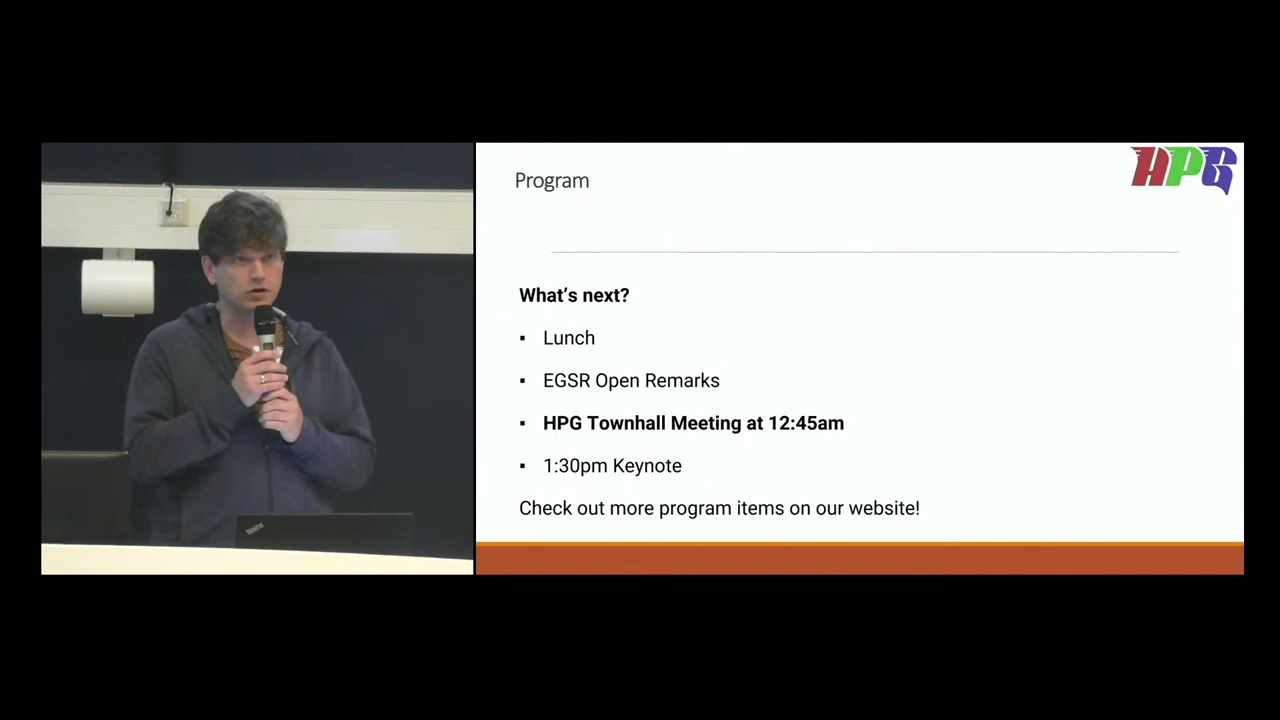 Program
HPG
What's next?
▪ Lunch
▪ EGSR Open Remarks
▪ HPG Townhall Meeting at 12:45am
▪ 1:30pm Keynote
Check out more program items on our website!
ThinkPad